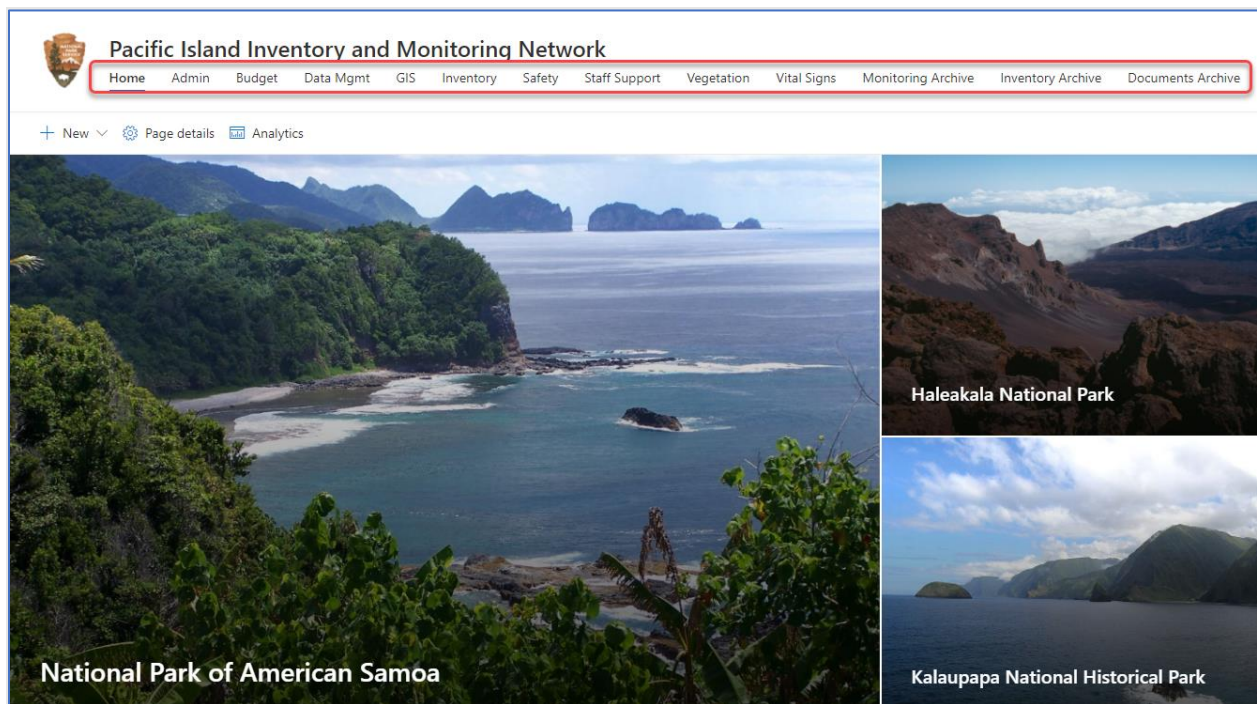 Pacific Island Inventory and Monitoring Network
Home Admin Budget Data Mgmt GIS Inventory Safety Staff Support Vegetation Vital Signs Monitoring Archive Inventory Archive Documents Archive
New Page details Analytics
Haleakala National Park
National Park of American Samoa
Kalaupapa National Historical Park